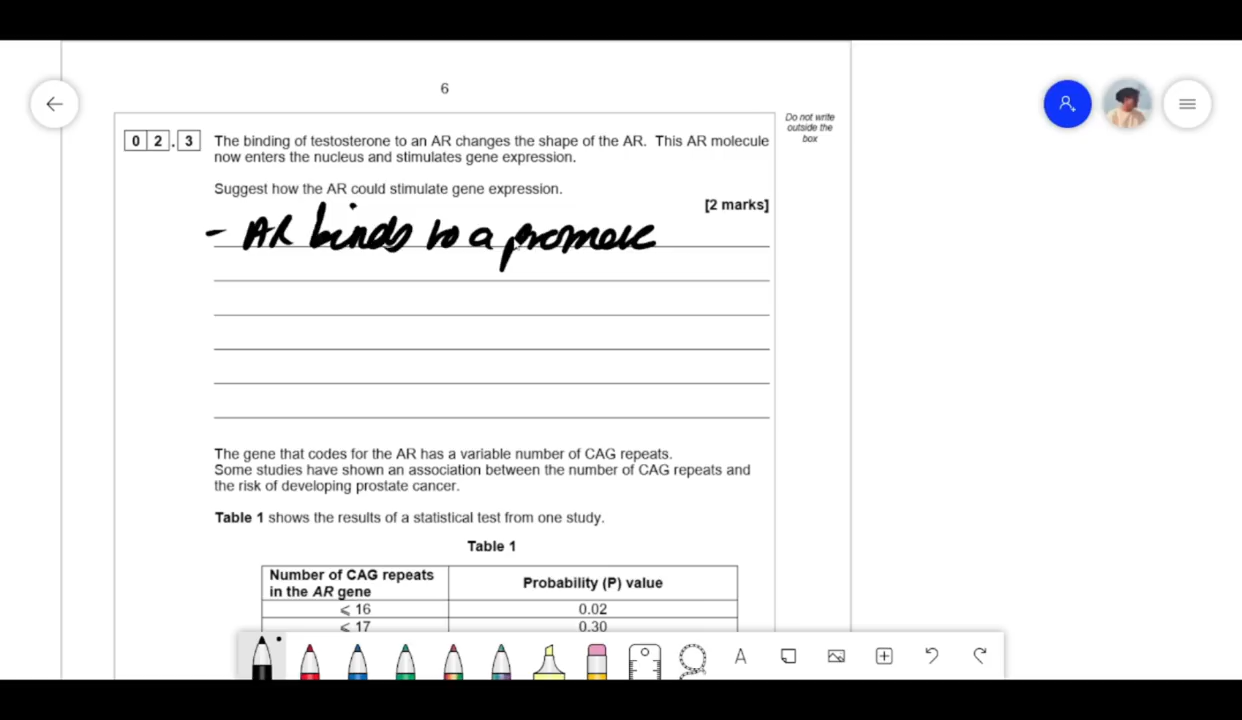 6
Do not write
outside the
box
0 2 . 3 The binding of testosterone to an AR changes the shape of the AR. This AR molecule
now enters the nucleus and stimulates gene expression.
Suggest how the AR could stimulate gene expression.
[2 marks]
- AR binds to a promote
The gene that codes for the AR has a variable number of CAG repeats.
Some studies have shown an association between the number of CAG repeats and
the risk of developing prostate cancer.
Table 1 shows the results of a statistical test from one study.
Table 1
Number of CAG repeats
in the AR gene
Probability (P) value
⩽ 16 0.02
⩽ 17 0.30
A